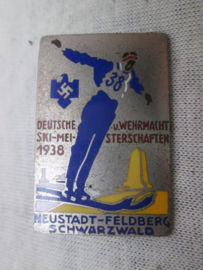 38
DEUTSCHE u. WEHRMACHT
SKI-MEI- STERSCHAFTEN
1938
NEUSTADT-FELDBERG
SCHWARZWALD